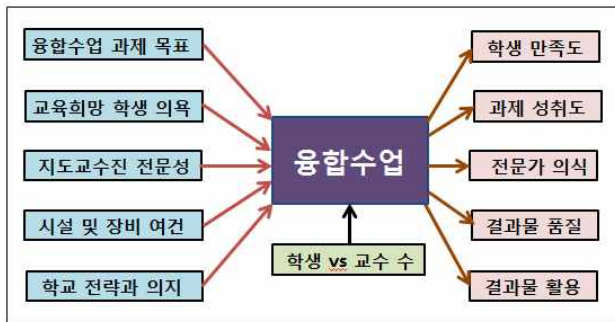 융합수업 과제 목표
교육희망 학생 의욕
지도교수진 전문성
시설 및 장비 여건
학교 전략과 의지
융합수업
학생 vs 교수 수
학생 만족도
과제 성취도
전문가 의식
결과물 품질
결과물 활용